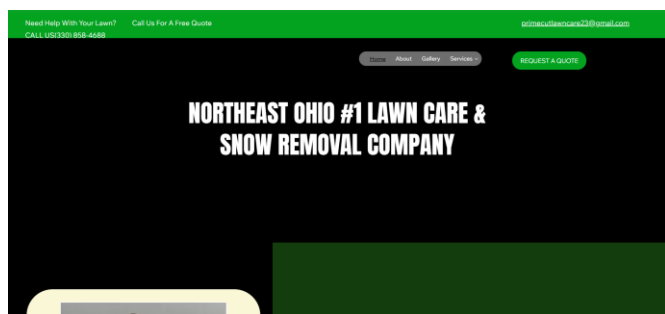 Need Help With Your Lawn? Call Us For A Free Quote
CALL US(330) 858-4688
primecutlawncare23@gmail.com
Home About Gallery Services
REQUEST A QUOTE
NORTHEAST OHIO #1 LAWN CARE &
SNOW REMOVAL COMPANY